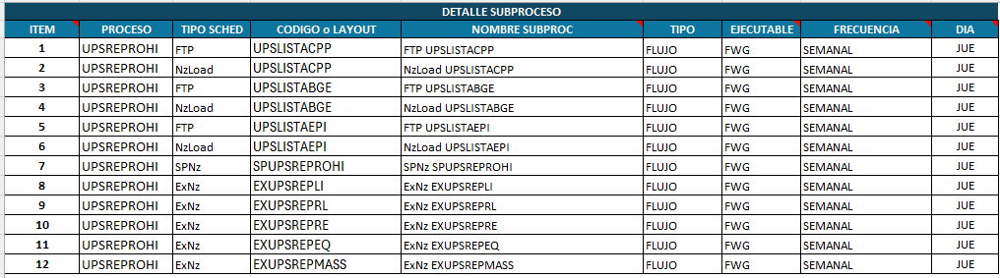 DETALLE SUBPROCESO
ITEM PROCESO TIPO SCHED CODIGO o LAYOUT NOMBRE SUBPROC TIPO EJECUTABLE FRECUENCIA DIA
1 UPSREPROHI FTP UPSLISTACPP FTP UPSLISTACPP FLUJO FWG SEMANAL JUE
2 UPSREPROHI NzLoad UPSLISTACPP NzLoad UPSLISTACPP FLUJO FWG SEMANAL JUE
3 UPSREPROHI FTP UPSLISTABGE FTP UPSLISTABGE FLUJO FWG SEMANAL JUE
4 UPSREPROHI NzLoad UPSLISTABGE NzLoad UPSLISTABGE FLUJO FWG SEMANAL JUE
5 UPSREPROHI FTP UPSLISTAEPI FTP UPSLISTAEPI FLUJO FWG SEMANAL JUE
6 UPSREPROHI NzLoad UPSLISTAEPI NzLoad UPSLISTAEPI FLUJO FWG SEMANAL JUE
7 UPSREPROHI SPNz SPUPSREPROHI SPNz SPUPSREPROHI FLUJO FWG SEMANAL JUE
8 UPSREPROHI ExNz EXUPSREPLI ExNz EXUPSREPLI FLUJO FWG SEMANAL JUE
9 UPSREPROHI ExNz EXUPSREPRL ExNz EXUPSREPRL FLUJO FWG SEMANAL JUE
10 UPSREPROHI ExNz EXUPSREPRE ExNz EXUPSREPRE FLUJO FWG SEMANAL JUE
11 UPSREPROHI ExNz EXUPSREPEQ ExNz EXUPSREPEQ FLUJO FWG SEMANAL JUE
12 UPSREPROHI ExNz EXUPSREPMASS ExNz EXUPSREPMASS FLUJO FWG SEMANAL JUE